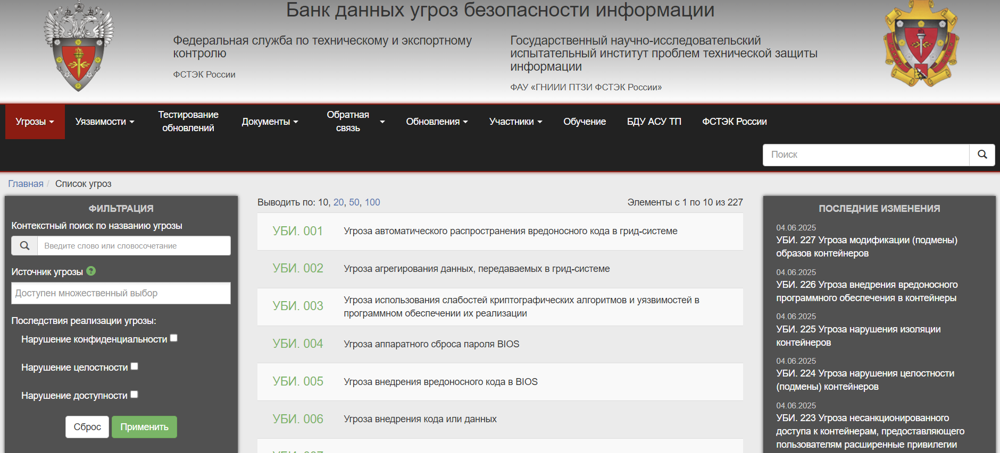 Банк данных угроз безопасности информации
Федеральная служба по техническому и экспортному
контролю
ФСТЭК России
Государственный научно-исследовательский
испытательный институт проблем технической защиты
информации
ФАУ «ГНИИИ ПТЗИ ФСТЭК России»
Угрозы
Уязвимости
Тестирование
обновлений
Документы
Обратная
связь
Обновления
Участники
Обучение
БДУ АСУ ТП
ФСТЭК России
Поиск
Главная / Список угроз
ФИЛЬТРАЦИЯ
Контекстный поиск по названию угрозы
Введите слово или словосочетание
Источник угрозы ?
Доступен множественный выбор
Последствия реализации угрозы:
Нарушение конфиденциальности
Нарушение целостности
Нарушение доступности
Сброс
Применить
Выводить по: 10, 20, 50, 100
Элементы с 1 по 10 из 227
УБИ. 001
Угроза автоматического распространения вредоносного кода в грид-системе
УБИ. 002
Угроза агрегирования данных, передаваемых в грид-системе
УБИ. 003
Угроза использования слабостей криптографических алгоритмов и уязвимостей в
программном обеспечении их реализации
УБИ. 004
Угроза аппаратного сброса пароля BIOS
УБИ. 005
Угроза внедрения вредоносного кода в BIOS
УБИ. 006
Угроза внедрения кода или данных
ПОСЛЕДНИЕ ИЗМЕНЕНИЯ
04.06.2025
УБИ. 227 Угроза модификации (подмены)
образов контейнеров
04.06.2025
УБИ. 226 Угроза внедрения вредоносного
программного обеспечения в контейнеры
04.06.2025
УБИ. 225 Угроза нарушения изоляции
контейнеров
04.06.2025
УБИ. 224 Угроза нарушения целостности
(подмены) контейнеров
04.06.2025
УБИ. 223 Угроза несанкционированного
доступа к контейнерам, предоставляющего
пользователям расширенные привилегии